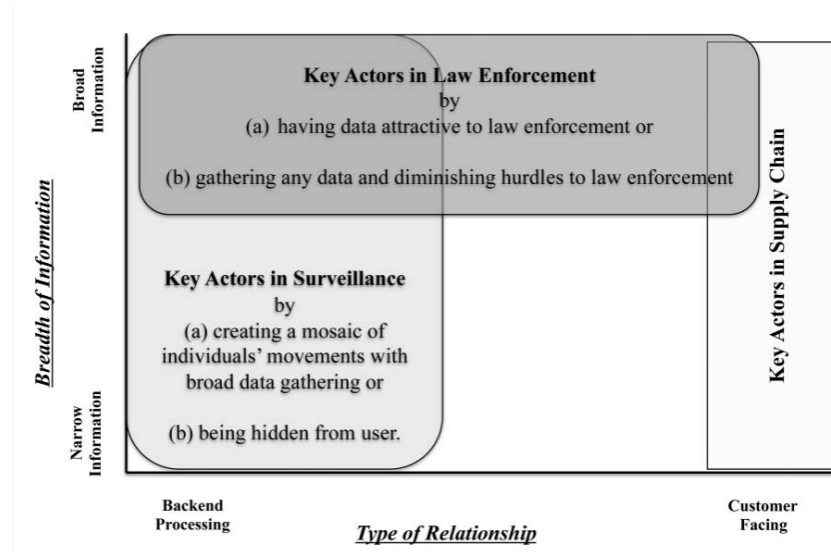 Broad
Information
Breadth of Information
Narrow
Information
Key Actors in Law Enforcement
by
(a) having data attractive to law enforcement or
(b) gathering any data and diminishing hurdles to law enforcement
Key Actors in Surveillance
by
(a) creating a mosaic of
individuals' movements with
broad data gathering or
(b) being hidden from user.
Key Actors in Supply Chain
Backend
Processing
Type of Relationship
Customer
Facing